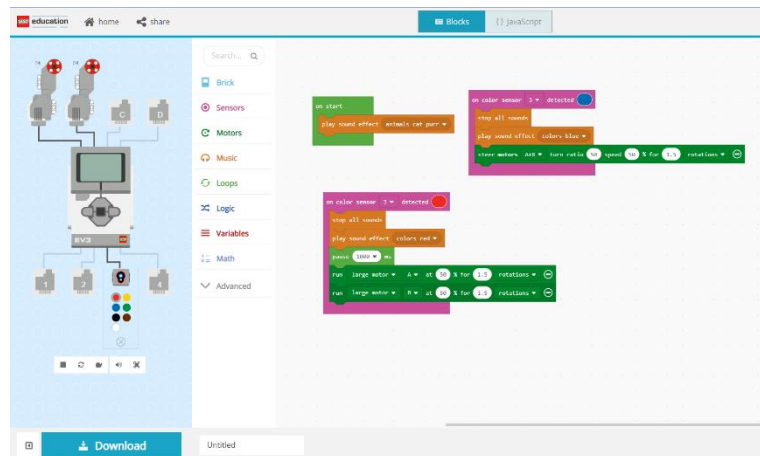 LEGO education home share Blocks {} JavaScript
Search...
Brick
Sensors
Motors
Music
Loops
Logic
Variables
Math
Advanced
C D
EV3
1 2 4
on start
play sound effect animals cat purr
on color sensor 3 detected
stop all sounds
play sound effect colors blue
steer motors A+B turn ratio 50 speed 50 % for 1.5 rotations
on color sensor 3 detected
stop all sounds
play sound effect colors red
pause 1000 ms
run large motor A at 50 % for 1.5 rotations
run large motor B at 50 % for 1.5 rotations
Download Untitled